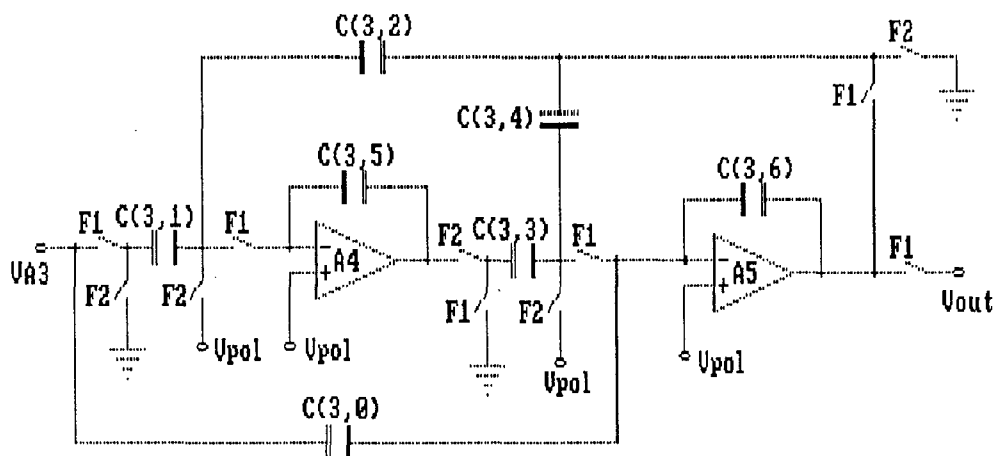 C(3,2)
F2
F1
C(3,4)
C(3,5)
C(3,6)
F1
C(3,1)
F1
F2
C(3,3)
F1
F1
VA3
A4
A5
F2
F2
F1
F2
Vout
Vpol
Vpol
Vpol
Vpol
C(3,0)